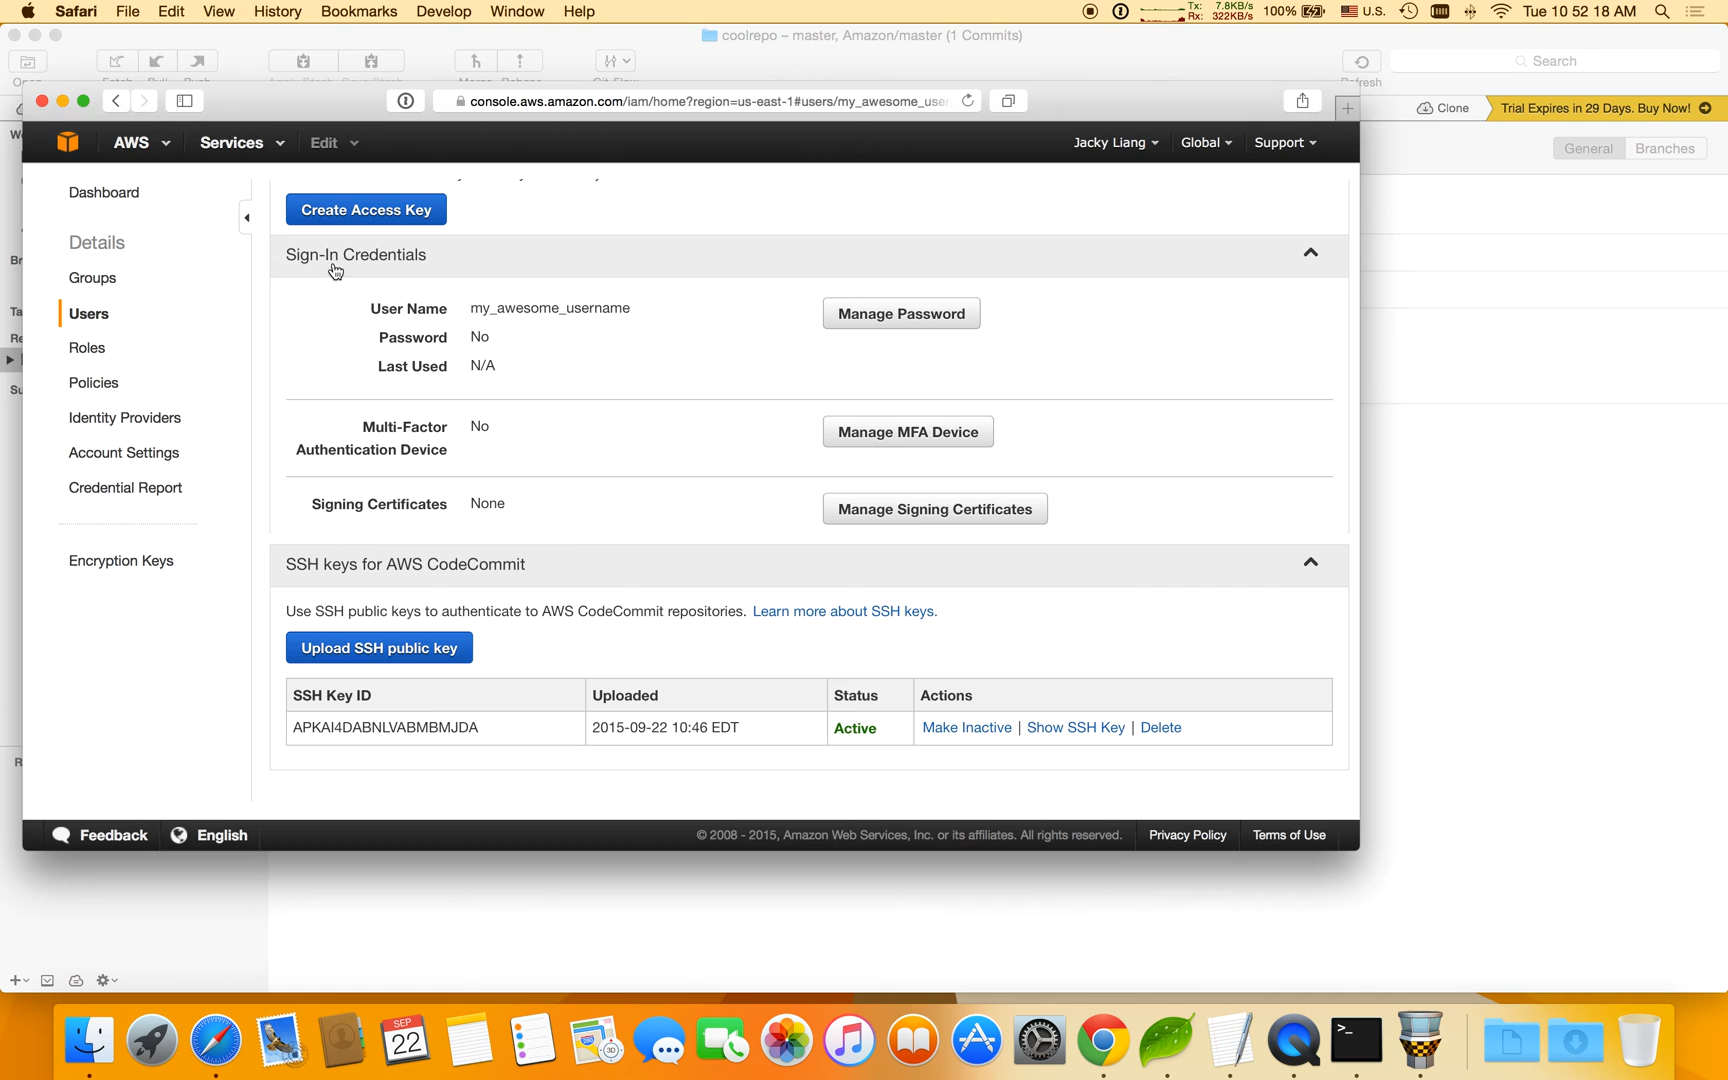 Safari File Edit View History Bookmarks Develop Window Help Tx: 7.8KB/s Rx: 322KB/s 100% U.S. Tue 10 52 18 AM
coolrepo – master, Amazon/master (1 Commits)
Search
console.aws.amazon.com/iam/home?region=us-east-1#users/my_awesome_user
Clone Trial Expires in 29 Days. Buy Now!
AWS Services Edit Jacky Liang Global Support
General Branches
Dashboard
Create Access Key
Details
Sign-In Credentials
Groups
User Name my_awesome_username Manage Password
Users
Password No
Roles
Last Used N/A
Policies
Identity Providers
Multi-Factor Authentication Device No Manage MFA Device
Account Settings
Credential Report
Signing Certificates None Manage Signing Certificates
Encryption Keys
SSH keys for AWS CodeCommit
Use SSH public keys to authenticate to AWS CodeCommit repositories. Learn more about SSH keys.
Upload SSH public key
SSH Key ID Uploaded Status Actions
APKAI4DABNLVABMBMJDA 2015-09-22 10:46 EDT Active Make Inactive | Show SSH Key | Delete
Feedback English © 2008 - 2015, Amazon Web Services, Inc. or its affiliates. All rights reserved. Privacy Policy Terms of Use
SEP
22
3D
>_